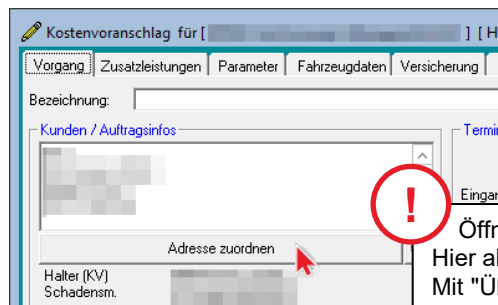 Kostenvoranschlag für [ ] [ H
Vorgang Zusatzleistungen Parameter Fahrzeugdaten Versicherung
Bezeichnung:
Kunden / Auftragsinfos
Termi
Eingar
!
Adresse zuordnen
Öffn
Hier al
Mit "Ü
Halter (KV)
Schadensm.